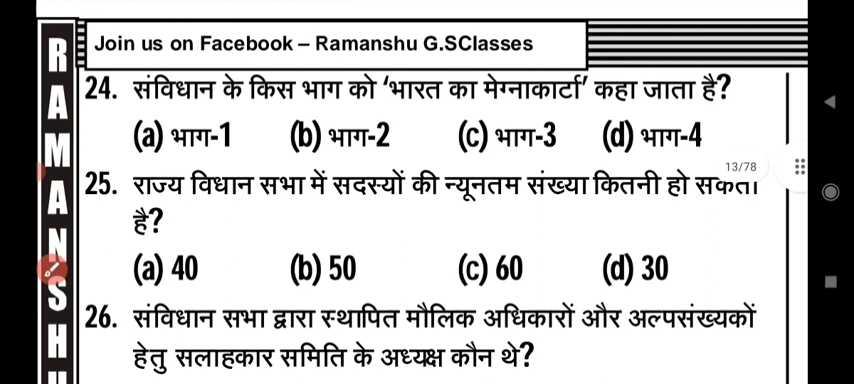 Join us on Facebook – Ramanshu G.SClasses
24. संविधान के किस भाग को ‘भारत का मेग्नाकार्टा’ कहा जाता है?
(a) भाग-1 (b) भाग-2 (c) भाग-3 (d) भाग-4
13/78
25. राज्य विधान सभा में सदस्यों की न्यूनतम संख्या कितनी हो सकती
है?
(a) 40 (b) 50 (c) 60 (d) 30
26. संविधान सभा द्वारा स्थापित मौलिक अधिकारों और अल्पसंख्यकों
हेतु सलाहकार समिति के अध्यक्ष कौन थे?
RAMANSH